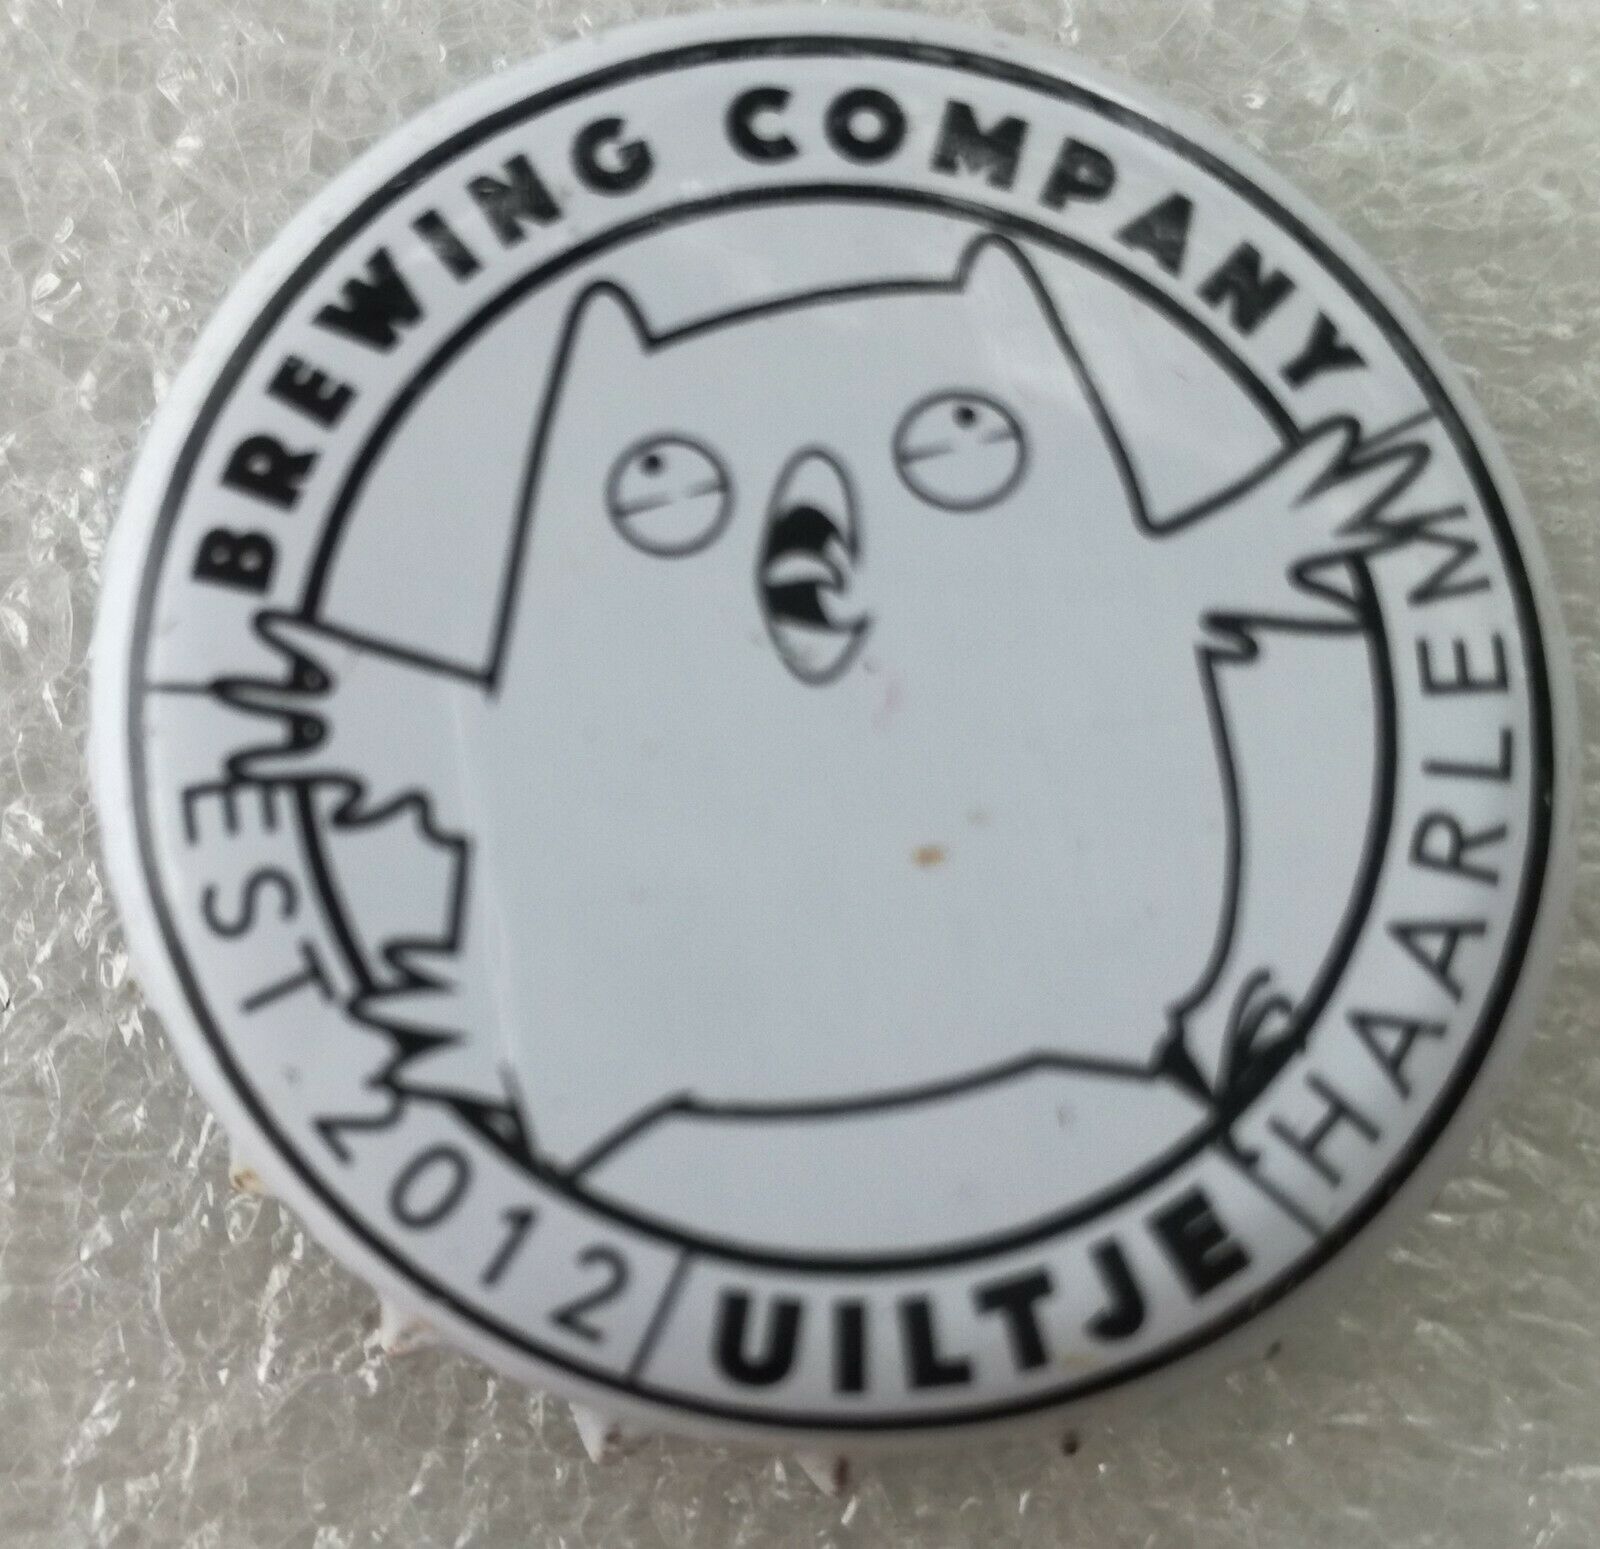 BREWING COMPANY
HAARLEM
UILTJE
EST 2012